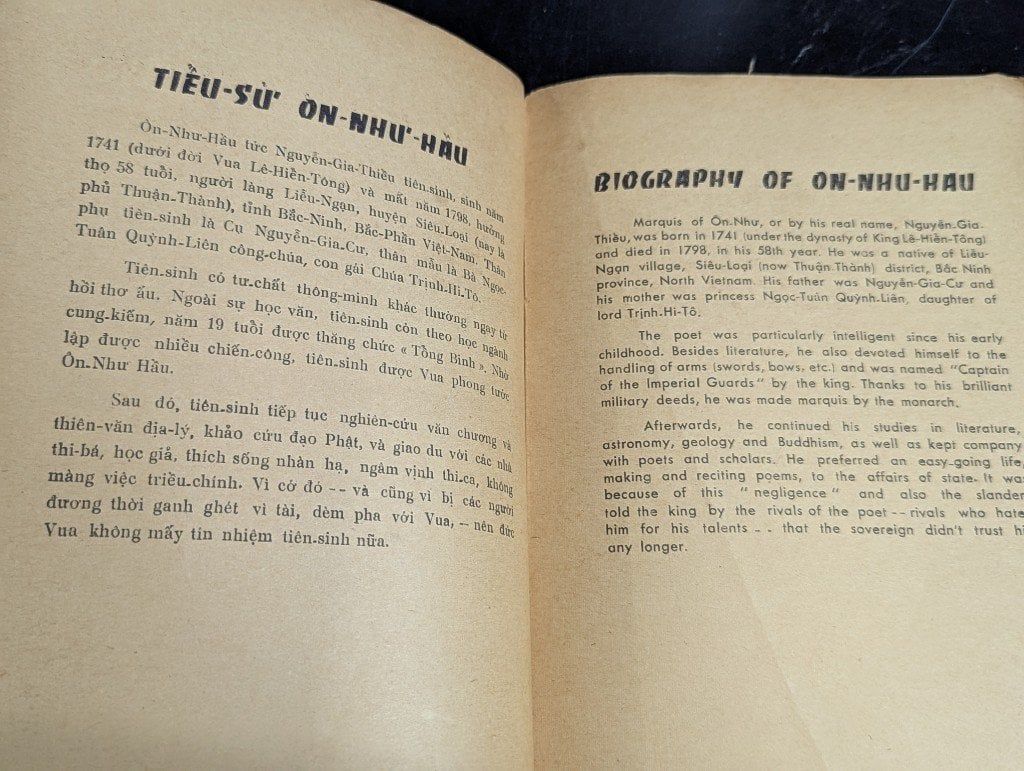 TIỂU-SỬ ÔN-NHƯ-HẦU
Ôn-Như-Hầu tức Nguyễn-Gia-Thiều tiên.sinh, sinh năm
1741 (dưới đời Vua Lê-Hiền-Tông) và mất năm 1798, hưởng
thọ 58 tuổi, người làng Liễu-Ngạn, huyện Siêu.Loại (nay là
phủ Thuận-Thành), tỉnh Bắc-Ninh, Bắc-Phần Việt-Nam. Thân
phụ tiên-sinh là Cụ Nguyễn-Gia.Cư, thân mẫu là Bà Ngọc.
Tuân Quỳnh-Liên công-chúa, con gái Chúa Trịnh-Hi-Tô.
Tiên.sinh có tư.chất thông-minh khác thường ngay từ
hồi thơ ấu. Ngoài sự học văn, tiên-sinh còn theo học ngành
cung-kiếm, năm 19 tuổi được thăng chức « Tổng Binh ». Nhờ
lập được nhiều chiến-công, tiên-sinh được Vua phong tước
Ôn-Như Hầu.
Sau đó, tiên-sinh tiếp tục nghiên-cứu văn chương và
thiên-văn địa-lý, khảo cứu đạo Phật, và giao du với các nhà
thi-bá, học giả, thích sống nhàn hạ, ngâm vịnh thi.ca, không
màng việc triều.chính. Vì cớ đó -- và cũng vì bị các người
đương thời ganh ghét vì tài, dèm pha với Vua, – nên đức
Vua không mấy tin nhiệm tiên.sinh nữa.
BIOGRAPHY OF ON-NHU-HAU
Marquis of Ôn-Như, or by his real name, Nguyễn-Gia
Thiều, was born in 1741 (under the dynasty of King Lê-Hiền-Tông)
and died in 1798, in his 58th year. He was a native of Liễu-
Ngạn village, Siêu-Loại (now Thuận.Thành) district, Bắc Ninh
province, North Vietnam. His father was Nguyễn-Gia-Cư and
his mother was princess Ngọc-Tuân Quỳnh-Liên, daughter of
lord Trịnh.Hi-Tô.
The poet was particularly intelligent since his early
childhood. Besides literature, he also devoted himself to the
handling of arms (swords, bows, etc.) and was named "Captain
of the Imperial Guards" by the king. Thanks to his brilliant
military deeds, he was made marquis by the monarch.
Afterwards, he continued his studies in literature,
astronomy, geology and Buddhism, as well as kept company
with poets and scholars. He preferred an easy-going life,
making and reciting poems, to the affairs of state. It was
because of this " negligence " and also the slander
told the king by the rivals of the poet -- rivals who hate
him for his talents -- that the sovereign didn't trust
any longer.